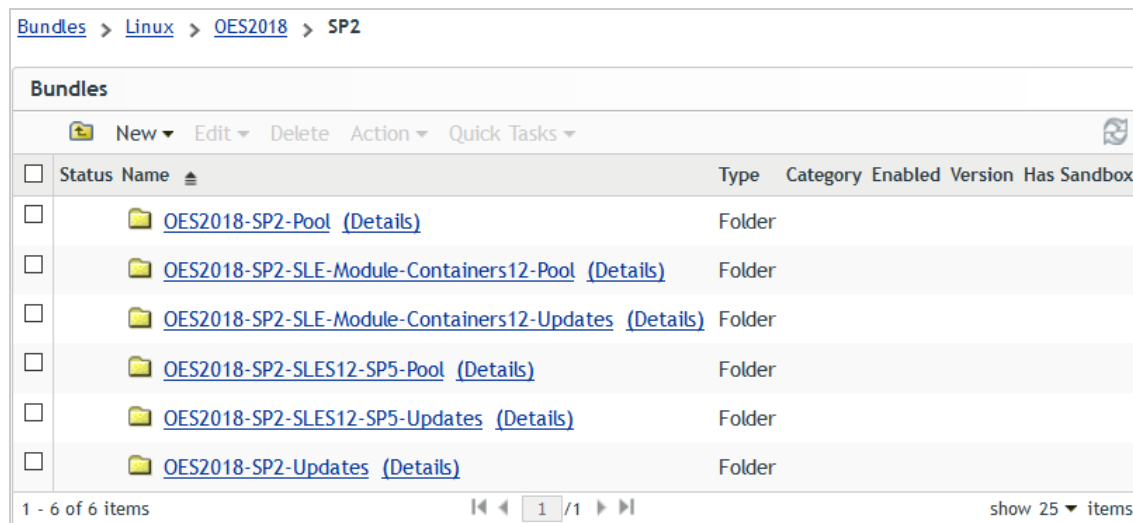 Bundles > Linux > OES2018 > SP2
Bundles
New Edit Delete Action Quick Tasks
Status Name Type Category Enabled Version Has Sandbox
OES2018-SP2-Pool (Details) Folder
OES2018-SP2-SLE-Module-Containers12-Pool (Details) Folder
OES2018-SP2-SLE-Module-Containers12-Updates (Details) Folder
OES2018-SP2-SLES12-SP5-Pool (Details) Folder
OES2018-SP2-SLES12-SP5-Updates (Details) Folder
OES2018-SP2-Updates (Details) Folder
1 - 6 of 6 items 1 /1 show 25 items